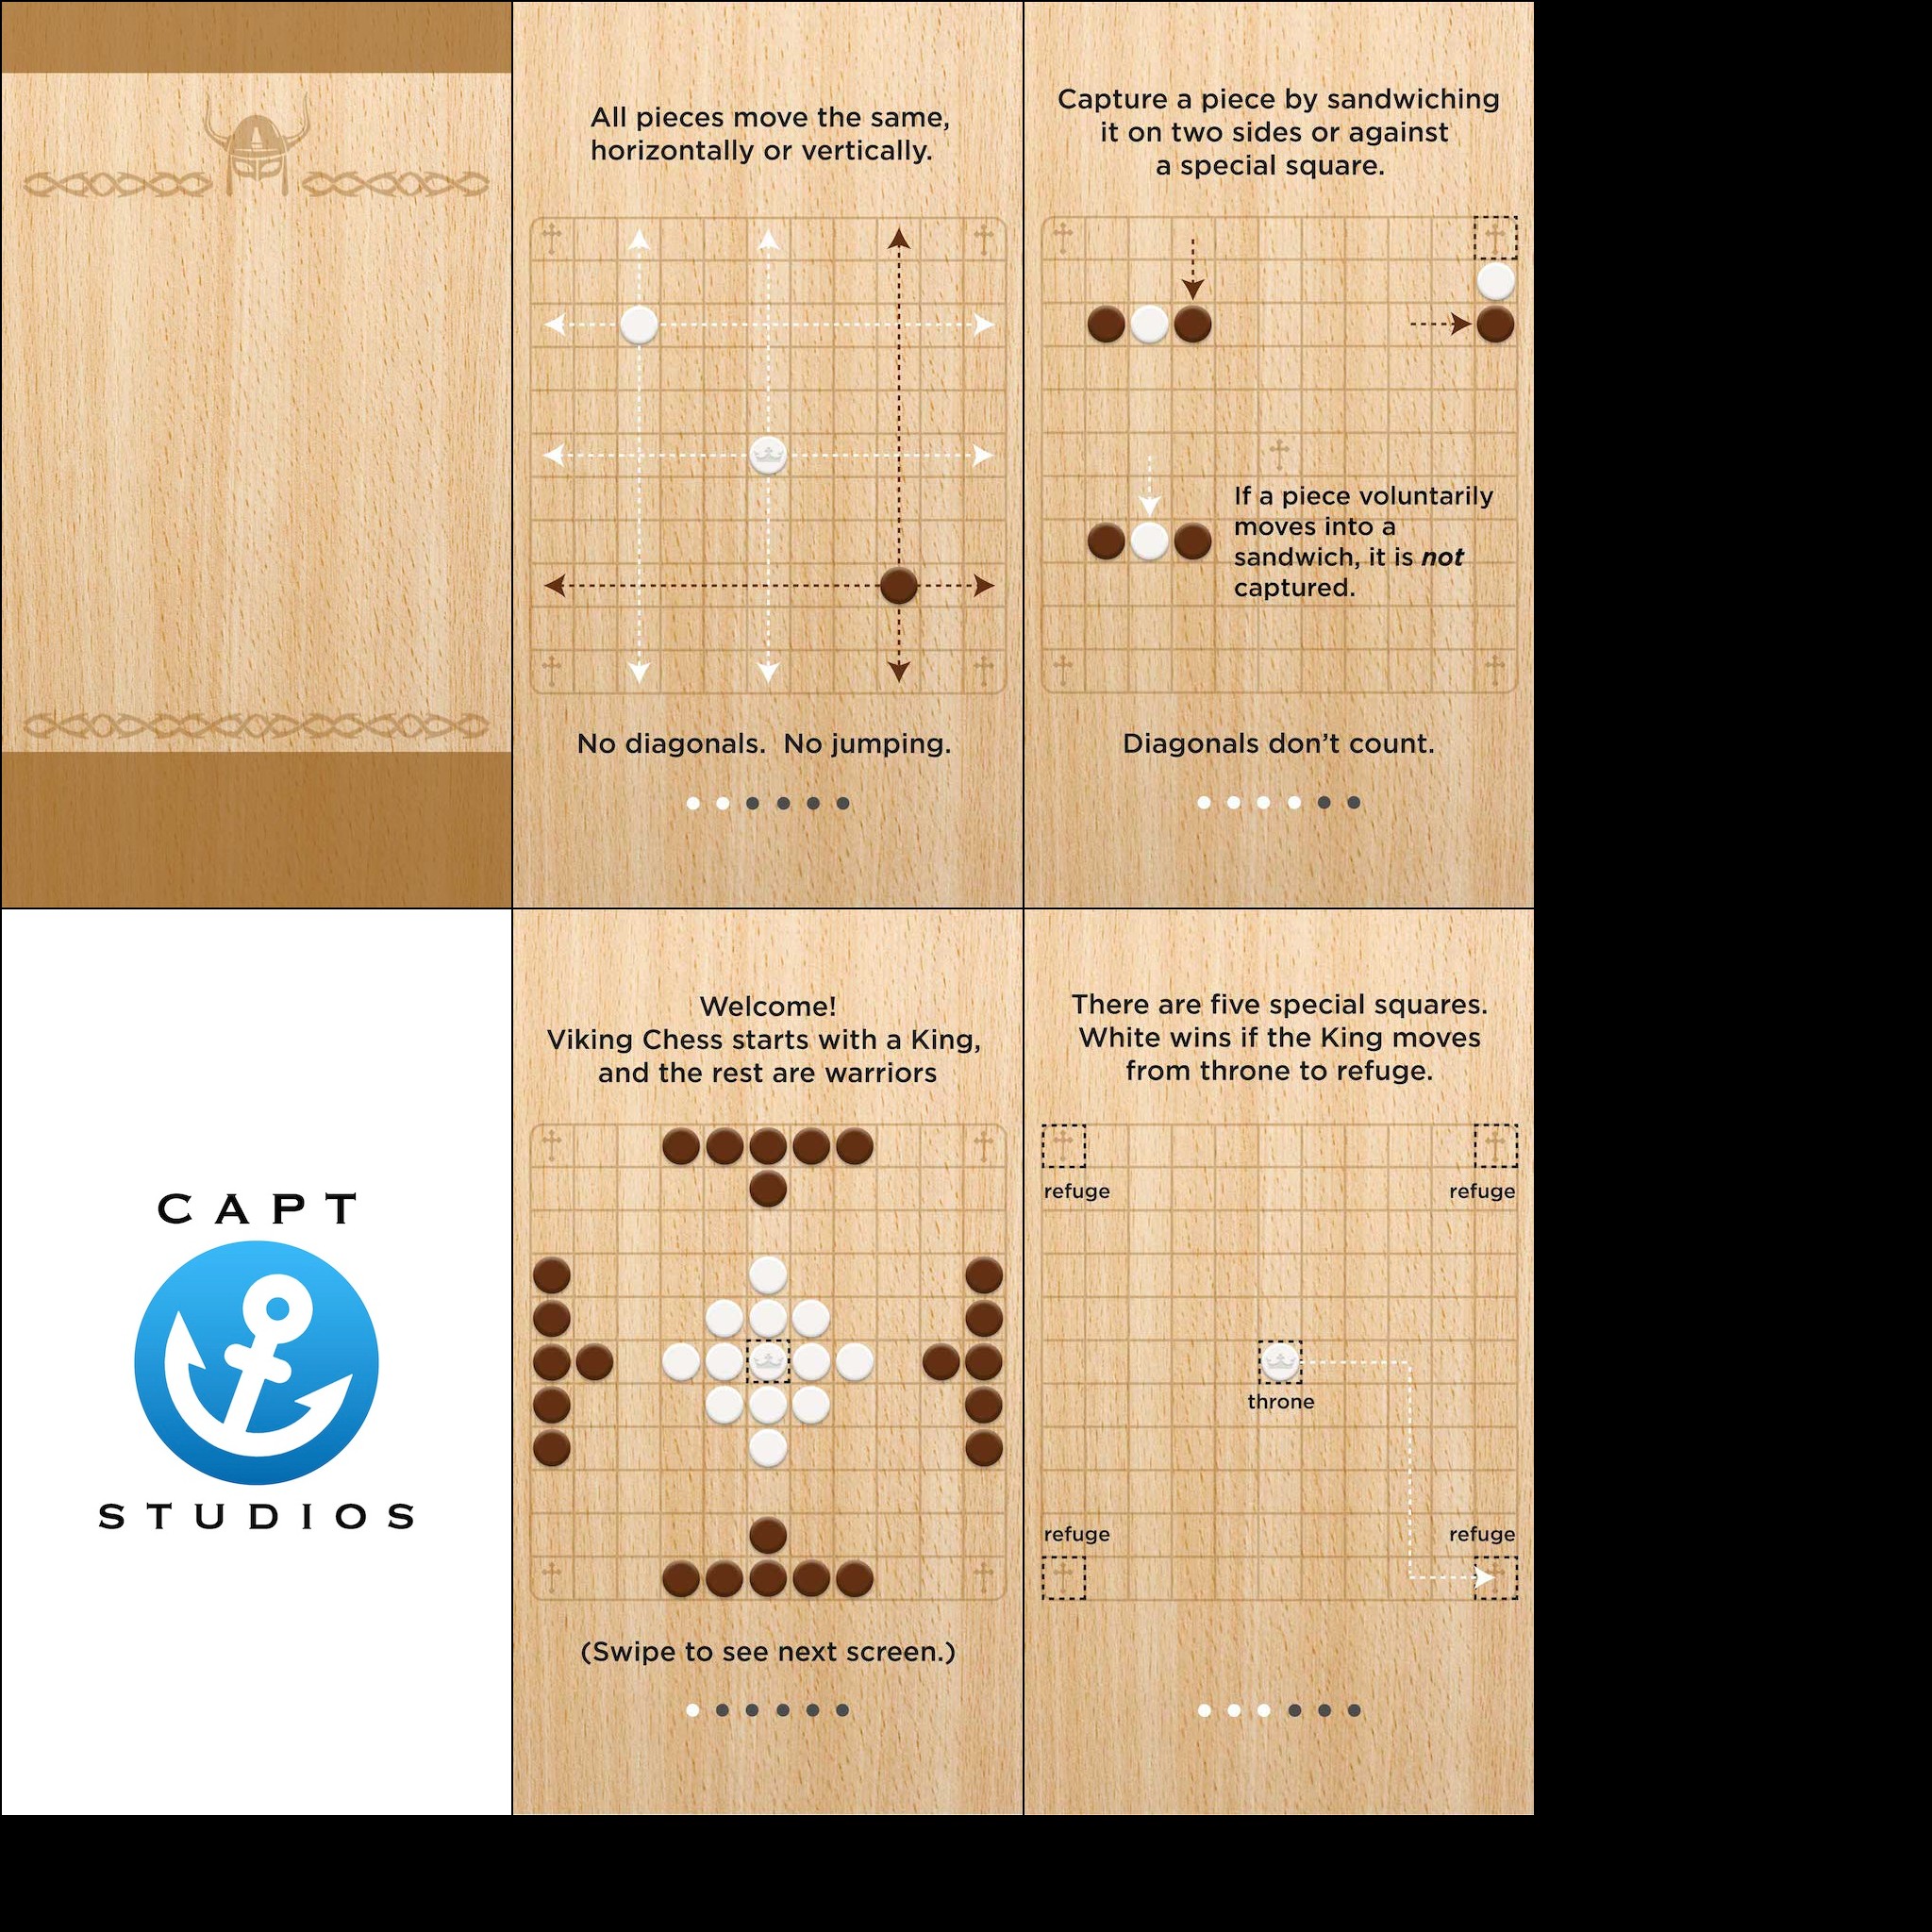 All pieces move the same,
horizontally or vertically.
No diagonals.  No jumping.
Capture a piece by sandwiching
it on two sides or against
a special square.
If a piece voluntarily
moves into a
sandwich, it is not
captured.
Diagonals don’t count.
CAPT
STUDIOS
Welcome!
Viking Chess starts with a King,
and the rest are warriors
(Swipe to see next screen.)
There are five special squares.
White wins if the King moves
from throne to refuge.
refuge
refuge
throne
refuge
refuge